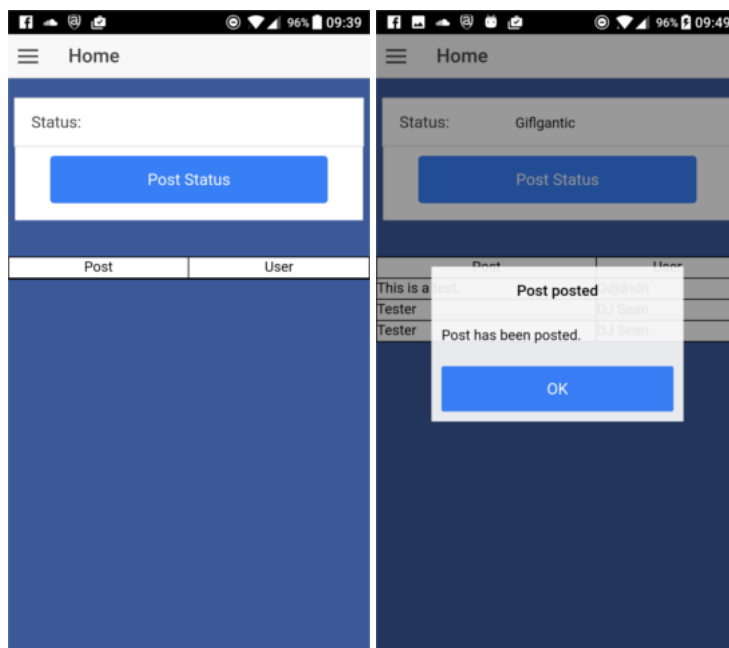 96% 09:39
Home
Status:
Post Status
Post User
96% 09:49
Home
Status: Giflgantic
Post Status
Post User
This is a test. Gdjdndn
Tester DJ Sean
Tester DJ Sean
Post posted
Post has been posted.
OK